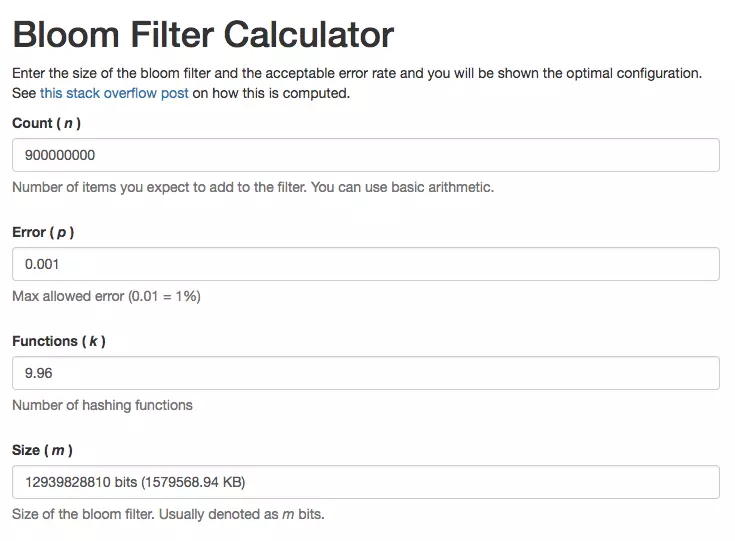 Bloom Filter Calculator
Enter the size of the bloom filter and the acceptable error rate and you will be shown the optimal configuration.
See this stack overflow post on how this is computed.
Count ( n )
900000000
Number of items you expect to add to the filter. You can use basic arithmetic.
Error ( p )
0.001
Max allowed error (0.01 = 1%)
Functions ( k )
9.96
Number of hashing functions
Size ( m )
12939828810 bits (1579568.94 KB)
Size of the bloom filter. Usually denoted as m bits.